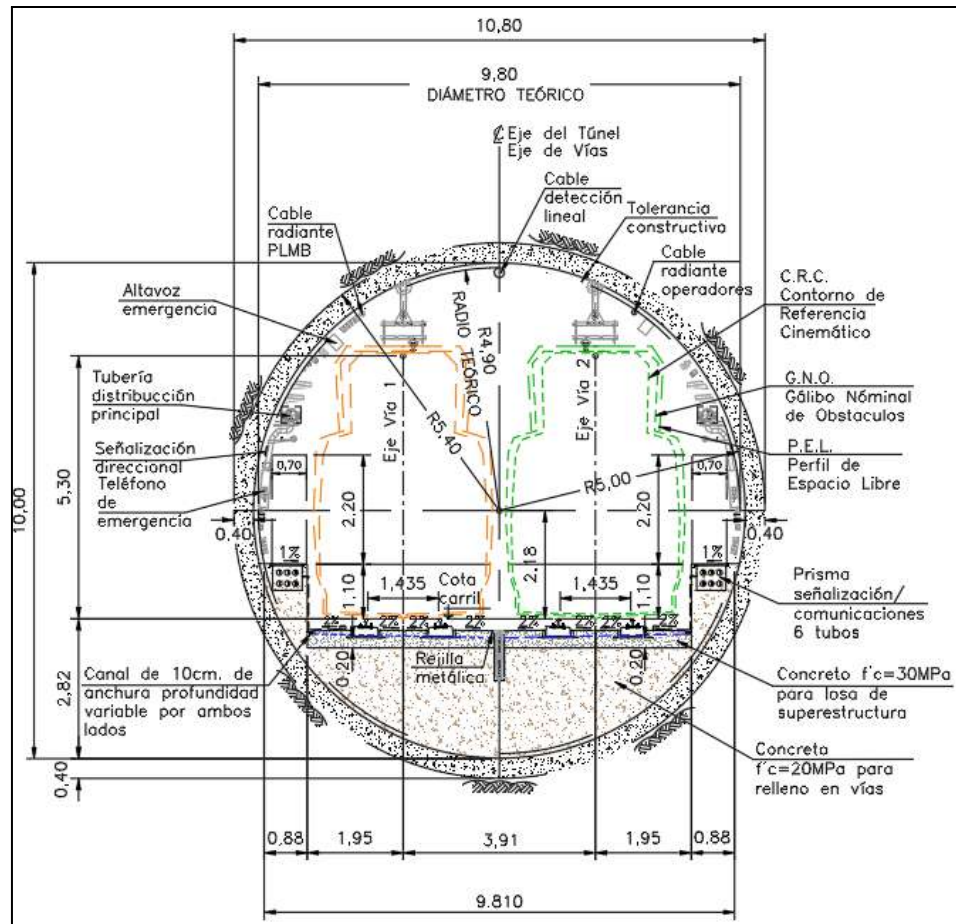 10,80
9,80
DIÁMETRO TEÓRICO
Eje del Túnel
Eje de Vías
Cable
detección
lineal
Tolerancia
constructiva
Cable
radiante
PLMB
Cable
radiante
operadores
Altavoz
emergencia
C.R.C.
Contorno de
Referencia
Cinemático
RADIO TEÓRICO
R4,90
R5,40
R5,00
Tubería
distribución
principal
Eje Vía 1
Eje Vía 2
G.N.O.
Gálibo Nóminal
de Obstaculos
Señalización
direccional
Teléfono
de
emergencia
P.E.L.
Perfil de
Espacio Libre
0,70
0,70
10,00
5,30
2,20
2,20
0,40
0,40
2,18
1%
1%
1,10
1,435
Cota
carril
1,435
1,10
Prisma
señalización/
comunicaciones
6 tubos
2%
2%
2%
2%
2%
2%
2%
2%
0,20
Rejilla
metálica
0,20
2,82
Canal de 10cm. de
anchura profundidad
variable por ambos
lados
Concreto f'c=30MPa
para losa de
superestructura
Concreta
f'c=20MPa para
relleno en vías
0,40
0,88
1,95
3,91
1,95
0,88
9.810